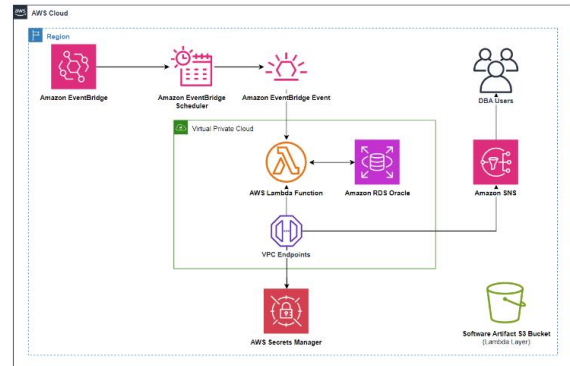 aws
AWS Cloud
Region
Amazon EventBridge
Amazon EventBridge
Scheduler
Amazon EventBridge Event
DBA Users
Virtual Private Cloud
AWS Lambda Function
Amazon RDS Oracle
Amazon SNS
VPC Endpoints
AWS Secrets Manager
Software Artifact S3 Bucket
(Lambda Layer)